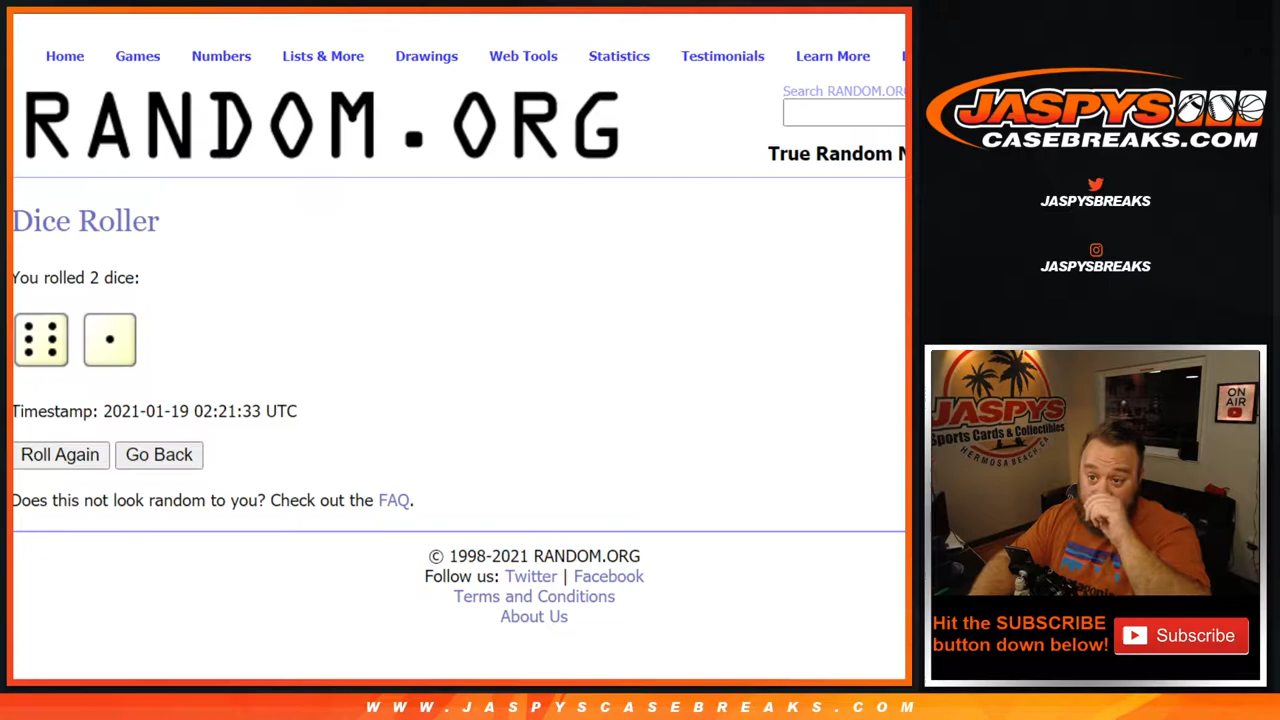 Home Games Numbers Lists & More Drawings Web Tools Statistics Testimonials Learn More
Search RANDOM.ORG
RANDOM.ORG
True Random N
Dice Roller
You rolled 2 dice:
Timestamp: 2021-01-19 02:21:33 UTC
Roll Again Go Back
Does this not look random to you? Check out the FAQ.
© 1998-2021 RANDOM.ORG
Follow us: Twitter | Facebook
Terms and Conditions
About Us
JASPYS
CASEBREAKS.COM
JASPYSBREAKS
JASPYSBREAKS
JASPYS
Sports Cards & Collectibles
HERMOSA BEACH, CA
ON
AIR
Hit the SUBSCRIBE
button down below!
Subscribe
WWW.JASPYSCASEBREAKS.COM